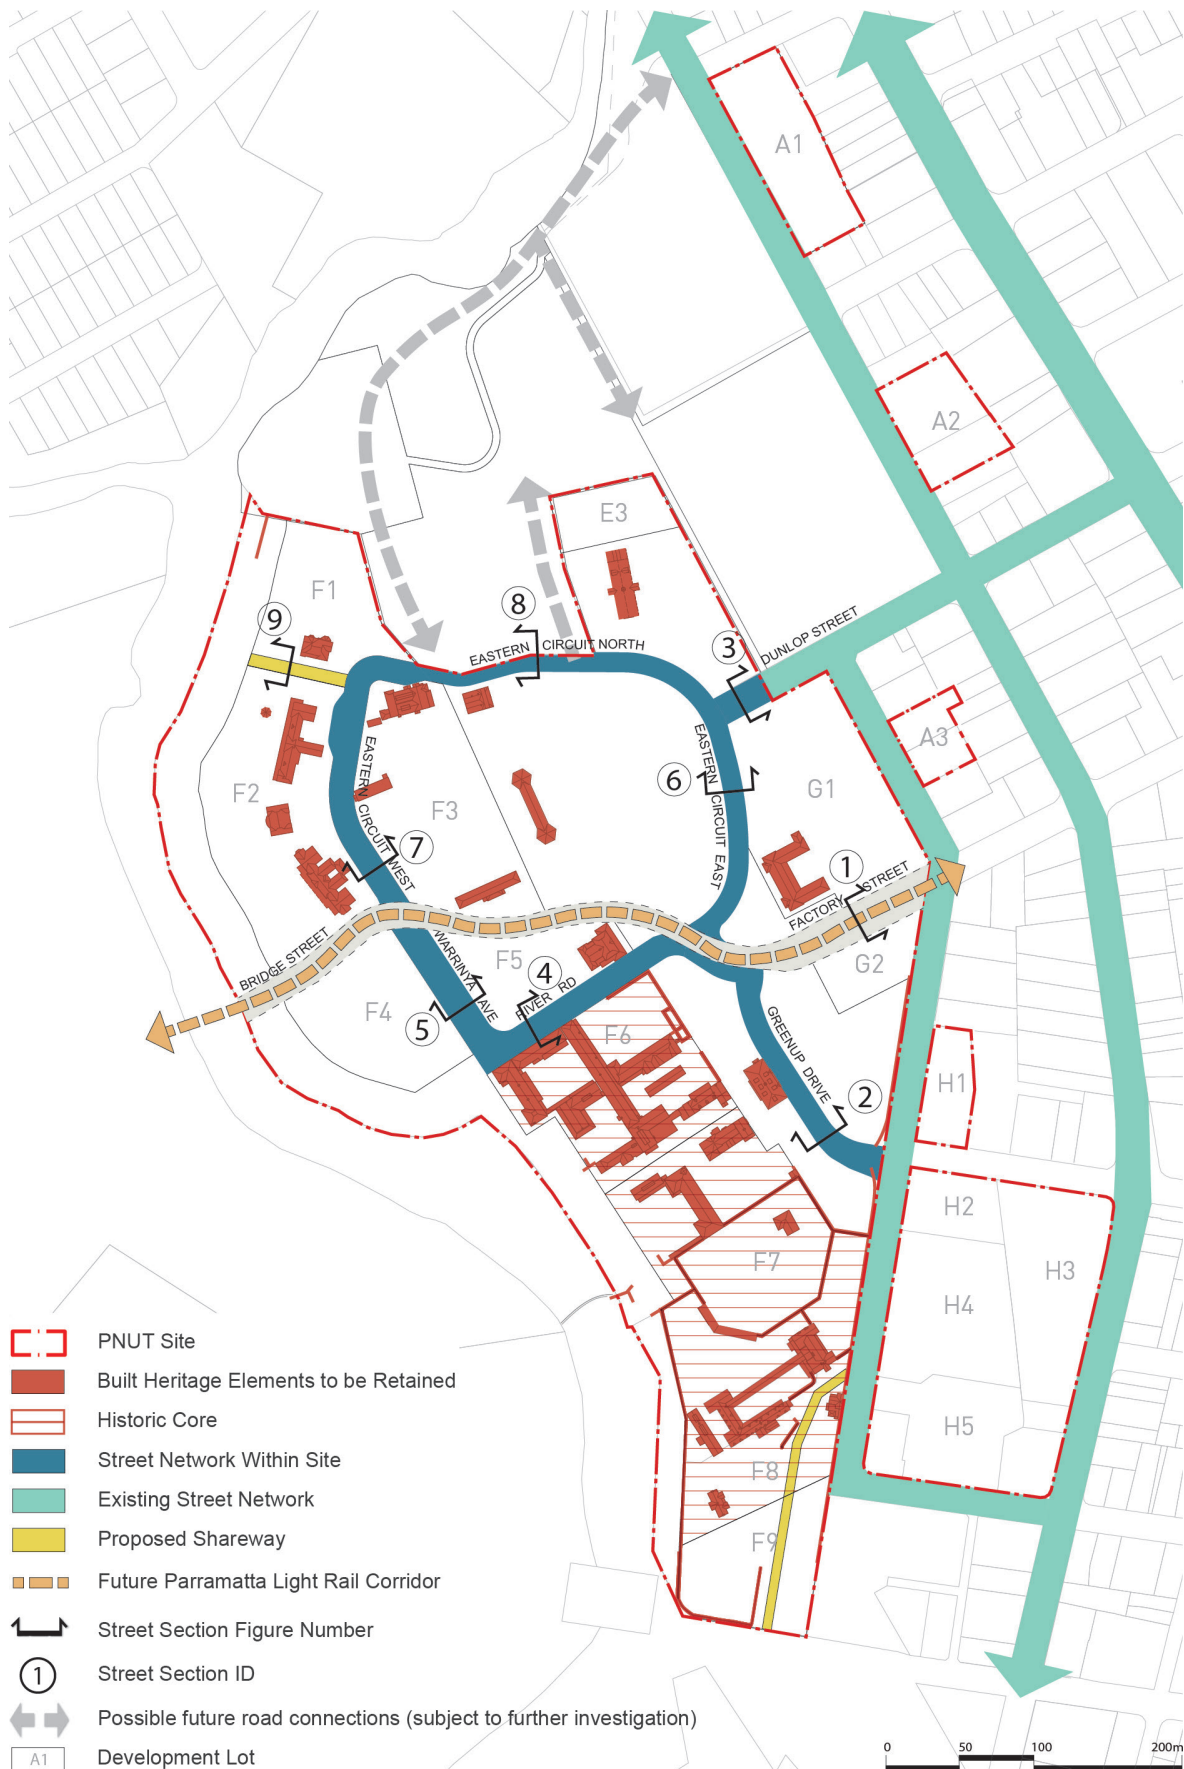 A1
A2
E3
F1
9
8
EASTERN CIRCUIT NORTH
3
DUNLOP STREET
A3
F2
EASTERN CIRCUIT WEST
F3
7
6
EASTERN CIRCUIT EAST
G1
1
FACTORY STREET
BRIDGE STREET
WARRINYA AVE
F5
4
RIVER RD
G2
F4
5
F6
GREENUP DRIVE
2
H1
H2
F7
H3
H4
H5
F8
F9
PNUT Site
Built Heritage Elements to be Retained
Historic Core
Street Network Within Site
Existing Street Network
Proposed Shareway
Future Parramatta Light Rail Corridor
Street Section Figure Number
1 Street Section ID
Possible future road connections (subject to further investigation)
A1 Development Lot
0 50 100 200m